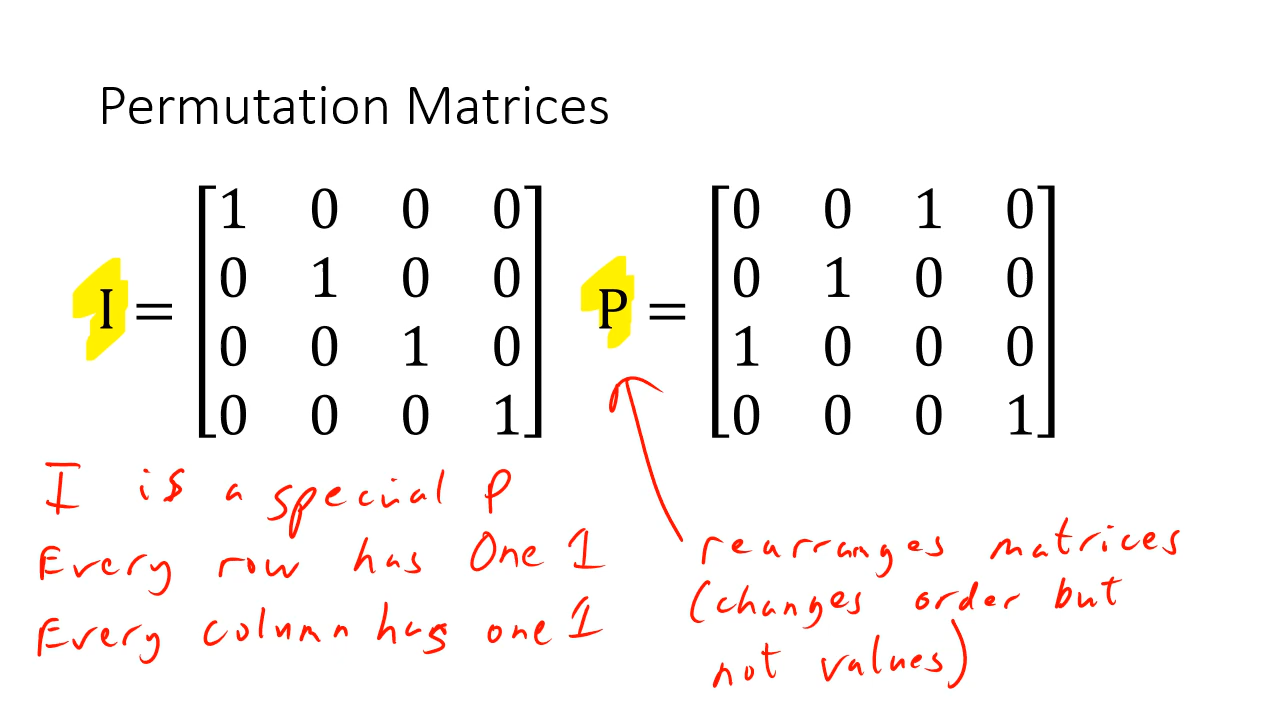 Permutation Matrices
I = [1 0 0 0
0 1 0 0
0 0 1 0
0 0 0 1]
P = [0 0 1 0
0 1 0 0
1 0 0 0
0 0 0 1]
I is a special P
Every row has One 1
Every column has one 1
rearranges matrices
(changes order but
not values)